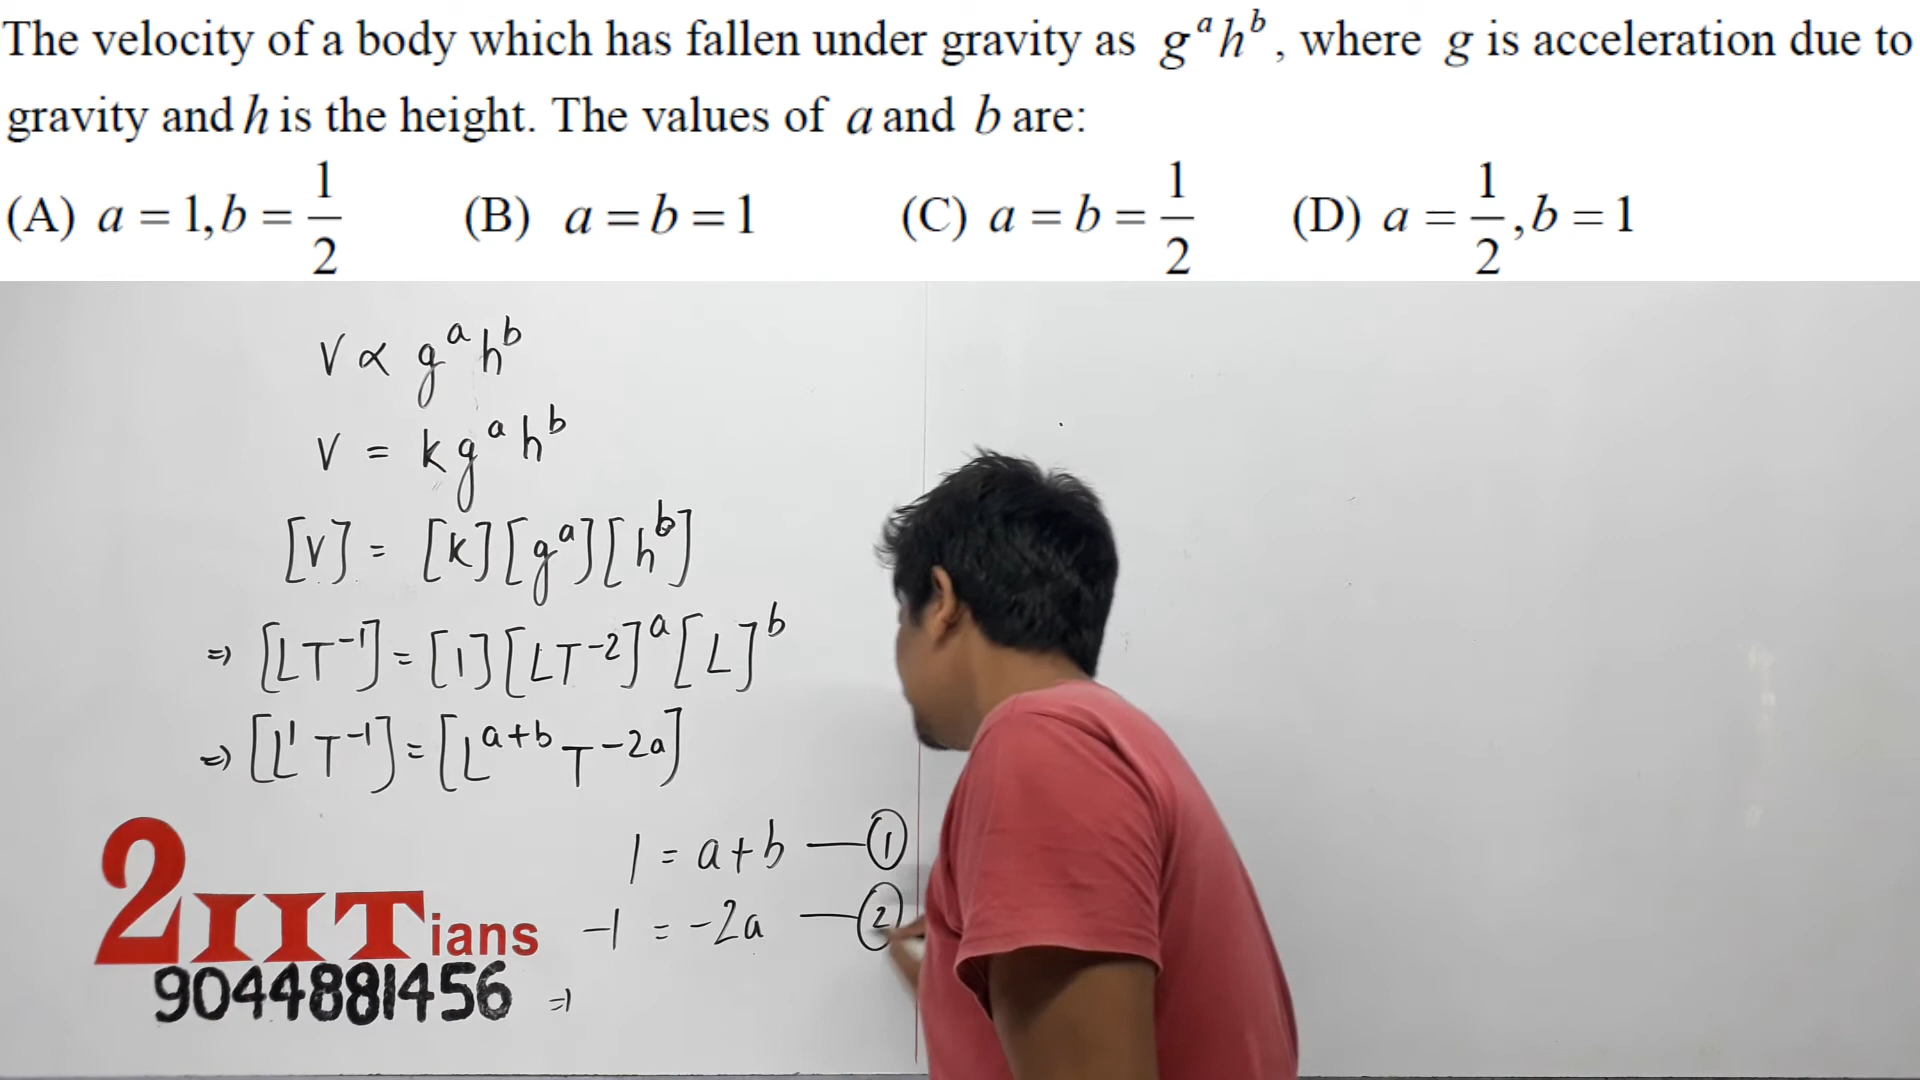 The velocity of a body which has fallen under gravity as g^a h^b, where g is acceleration due to
gravity and h is the height. The values of a and b are:
(A) a = 1, b = 1/2 (B) a = b = 1 (C) a = b = 1/2 (D) a = 1/2, b = 1
V ∝ g^a h^b
V = k g^a h^b
[V] = [K][g^a][h^b]
⇒ [LT^-1] = [1][LT^-2]^a [L]^b
⇒ [L^1 T^-1] = [L^a+b T^-2a]
1 = a+b —①
-1 = -2a —②
⇒
2IITians
9044881456